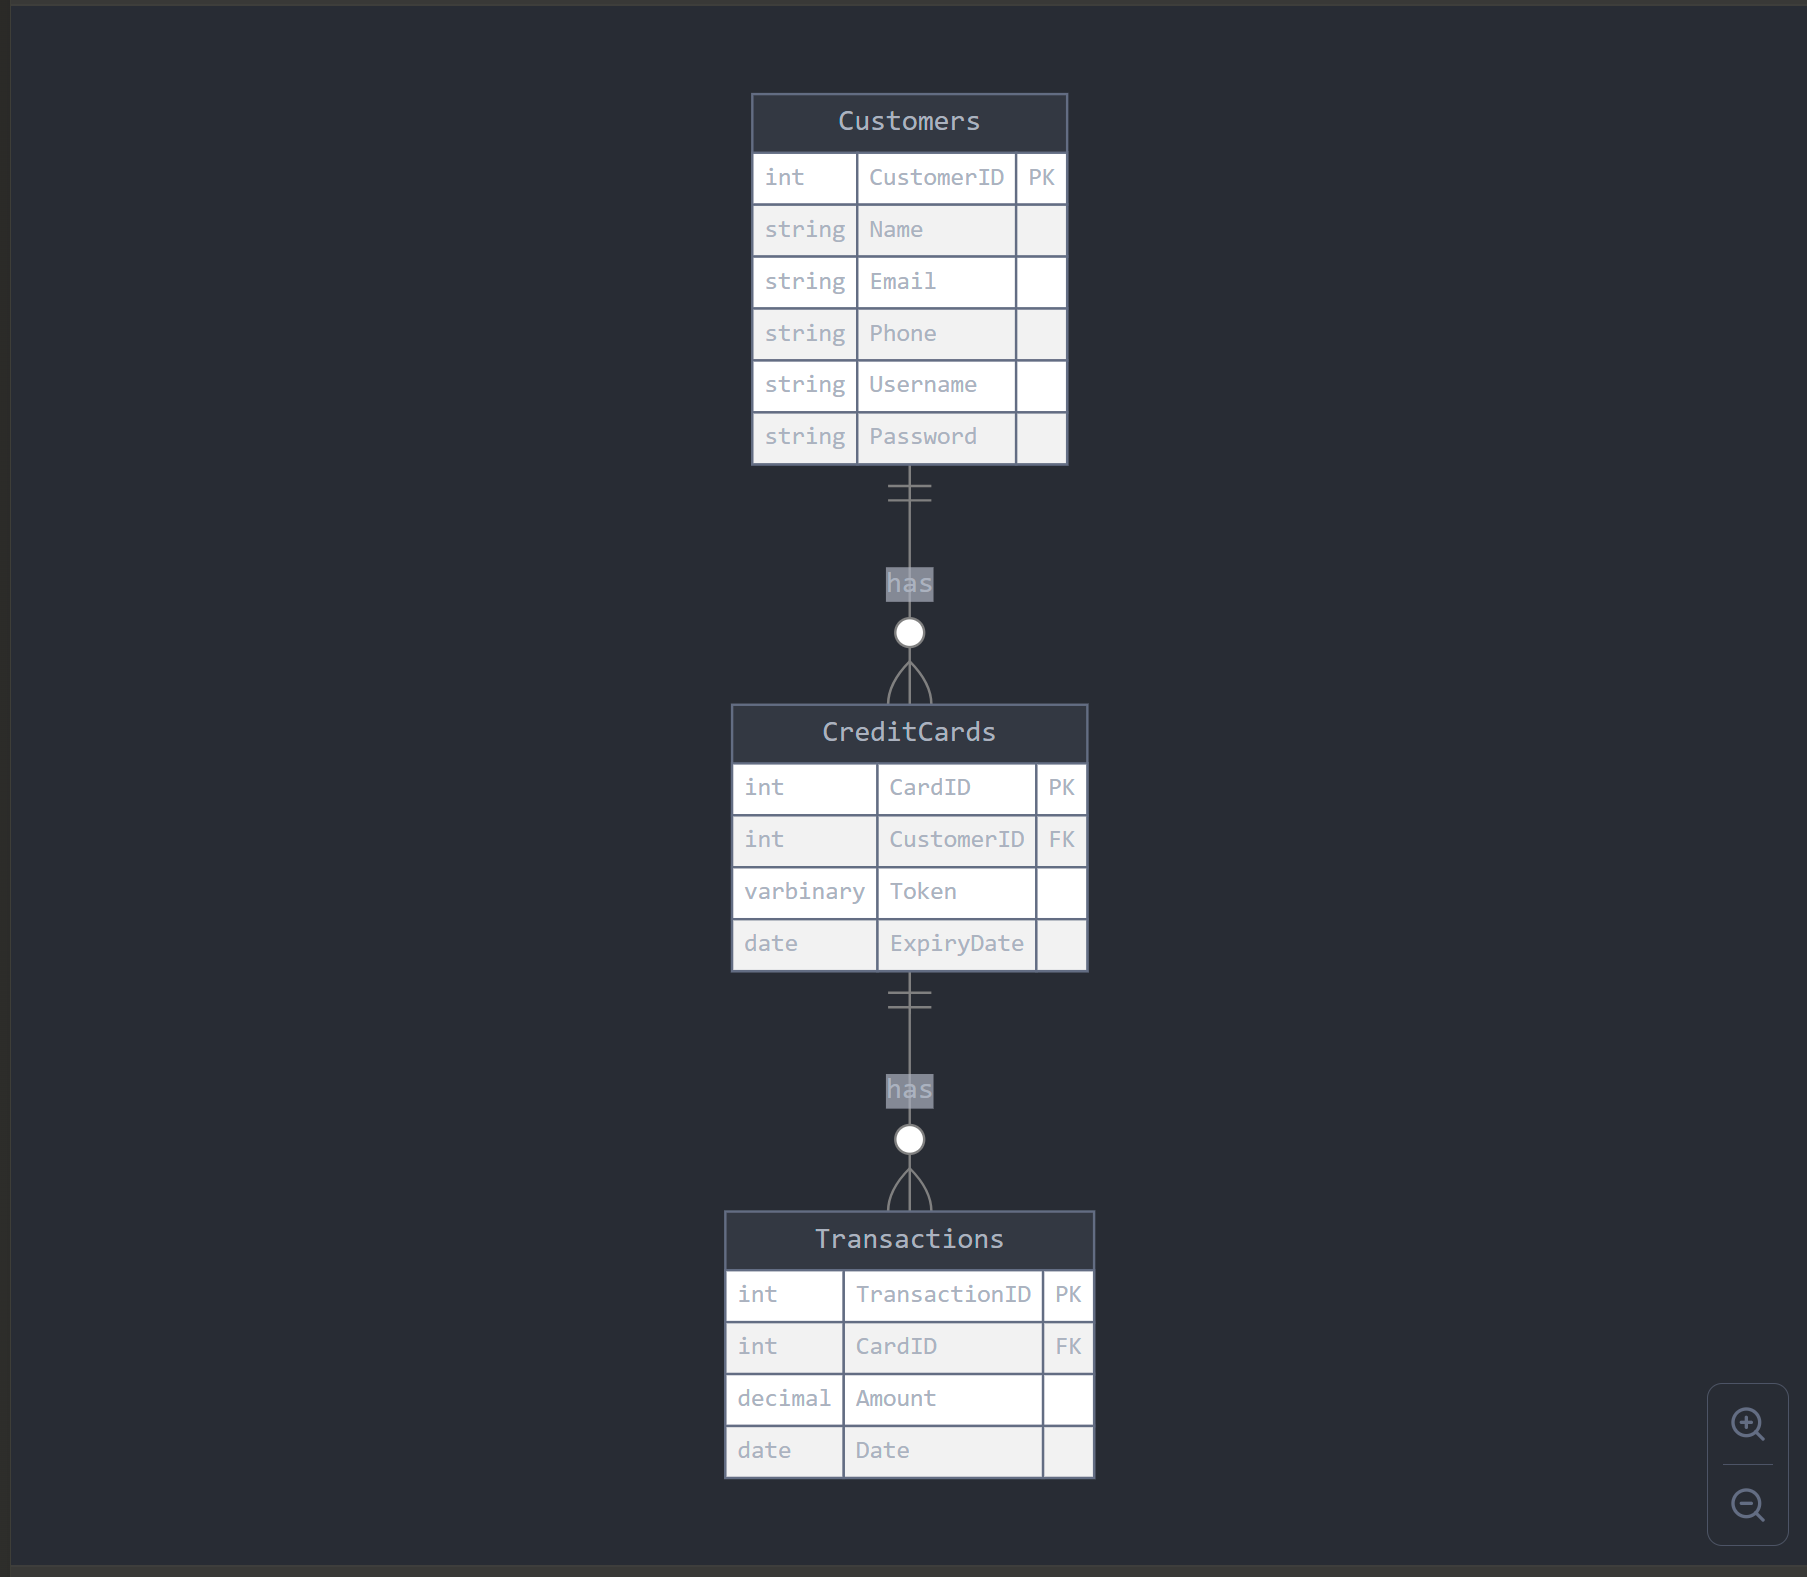 Customers
int CustomerID PK
string Name
string Email
string Phone
string Username
string Password
has
CreditCards
int CardID PK
int CustomerID FK
varbinary Token
date ExpiryDate
has
Transactions
int TransactionID PK
int CardID FK
decimal Amount
date Date